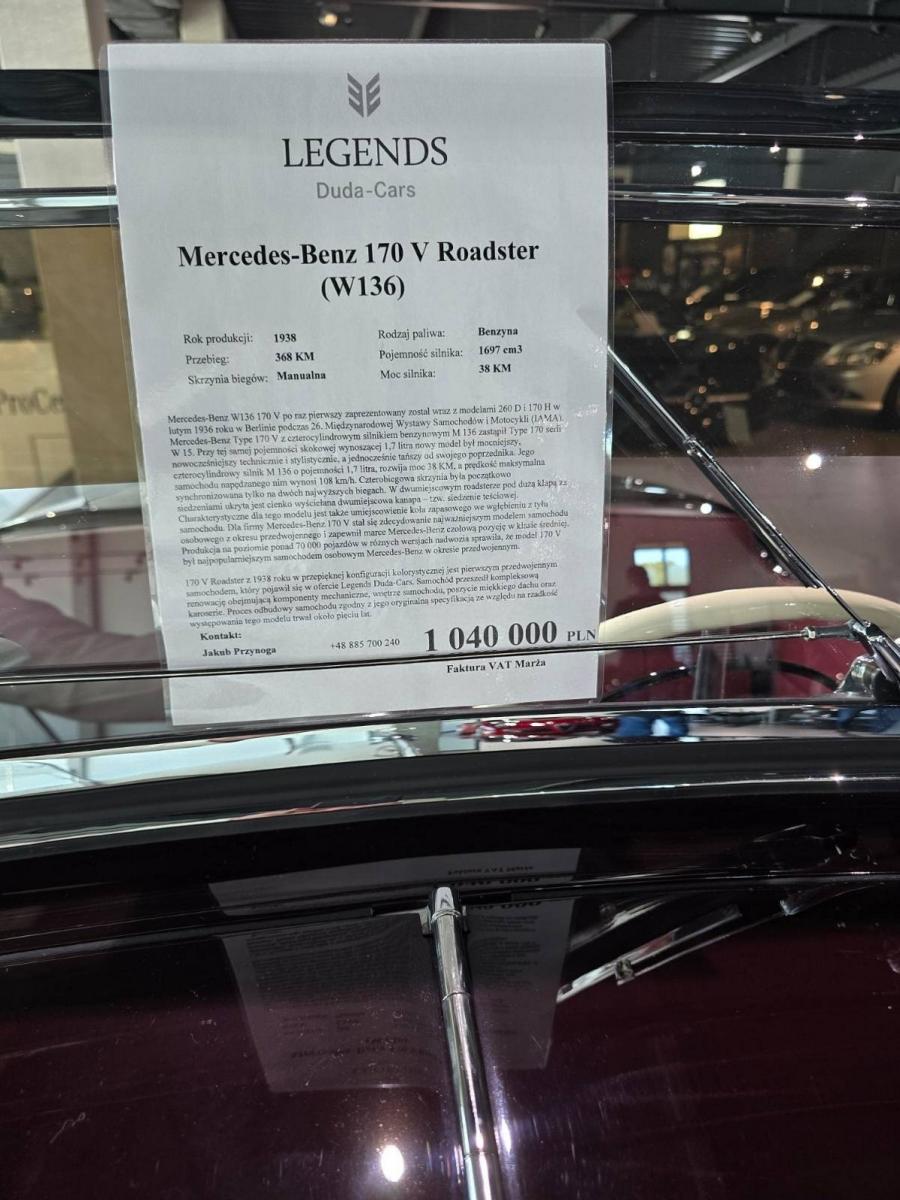 LEGENDS
Duda-Cars
Mercedes-Benz 170 V Roadster
(W136)
Rok produkcji: 1938 Rodzaj paliwa: Benzyna
Przebieg: 368 KM Pojemność silnika: 1697 cm3
Skrzynia biegów: Manualna Moc silnika: 38 KM
Mercedes-Benz W136 170 V po raz pierwszy zaprezentowany został wraz z modelami 260 D i 170 H w
lutym 1936 roku w Berlinie podczas 26. Międzynarodowej Wystawy Samochodów i Motocykli (IAMA).
Mercedes-Benz Type 170 V z czterocylindrowym silnikiem benzynowym M 136 zastąpił Type 170 serii
W 15. Przy tej samej pojemności skokowej wynoszącej 1,7 litra nowy model był mocniejszy,
nowocześniejszy technicznie i stylistycznie, a jednocześnie tańszy od swojego poprzednika. Jego
czterocylindrowy silnik M 136 o pojemności 1,7 litra, rozwija moc 38 KM, a prędkość maksymalna
samochodu napędzanego nim wynosi 108 km/h. Czterobiegowa skrzynia była początkowo
synchronizowana tylko na dwóch najwyższych biegach. W dwumiejscowym roadsterze pod dużą klapą za
siedzeniami ukryta jest cienko wyściełana dwumiejscowa kanapa – tzw. siedzenie teściowej.
Charakterystyczne dla tego modelu jest także umiejscowienie koła zapasowego we wgłębieniu z tyłu
samochodu. Dla firmy Mercedes-Benz 170 V stał się zdecydowanie najważniejszym modelem samochodu
osobowego z okresu przedwojennego i zapewnił marce Mercedes-Benz czołową pozycję w klasie średniej.
Produkcja na poziomie ponad 70 000 pojazdów w różnych wersjach nadwozia sprawiła, że model 170 V
był najpopularniejszym samochodem osobowym Mercedes-Benz w okresie przedwojennym.
170 V Roadster z 1938 roku w przepięknej konfiguracji kolorystycznej jest pierwszym przedwojennym
samochodem, który pojawił się w ofercie Legends Duda-Cars. Samochód przeszedł kompleksową
renowację obejmującą komponenty mechaniczne, wnętrze samochodu, poszycie miękkiego dachu oraz
karoserię. Proces odbudowy samochodu zgodny z jego oryginalną specyfikacją ze względu na rzadkość
występowania tego modelu trwał około pięciu lat.
Kontakt:
Jakub Przynoga +48 885 700 240 1 040 000 PLN
Faktura VAT Marża